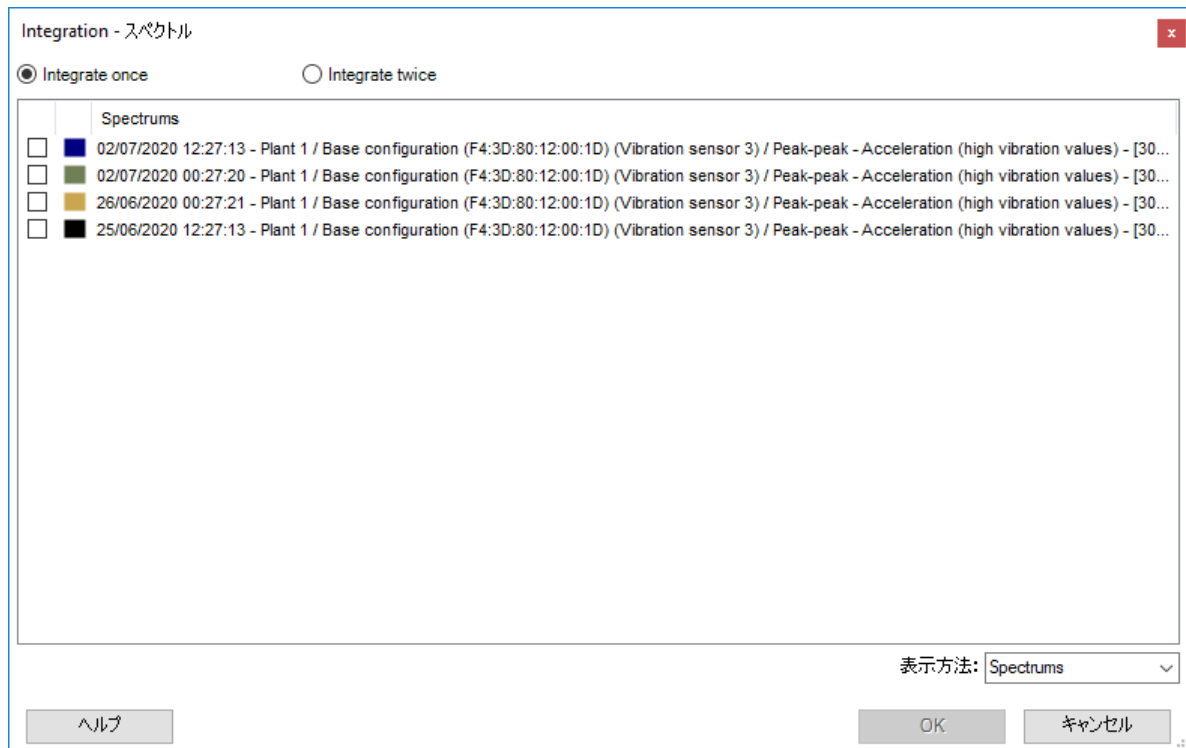 Integration - スペクトル
x
Integrate once Integrate twice
Spectrums
02/07/2020 12:27:13 - Plant 1 / Base configuration (F4:3D:80:12:00:1D) (Vibration sensor 3) / Peak-peak - Acceleration (high vibration values) - [30...
02/07/2020 00:27:20 - Plant 1 / Base configuration (F4:3D:80:12:00:1D) (Vibration sensor 3) / Peak-peak - Acceleration (high vibration values) - [30...
26/06/2020 00:27:21 - Plant 1 / Base configuration (F4:3D:80:12:00:1D) (Vibration sensor 3) / Peak-peak - Acceleration (high vibration values) - [30...
25/06/2020 12:27:13 - Plant 1 / Base configuration (F4:3D:80:12:00:1D) (Vibration sensor 3) / Peak-peak - Acceleration (high vibration values) - [30...
表示方法: Spectrums
ヘルプ OK キャンセル